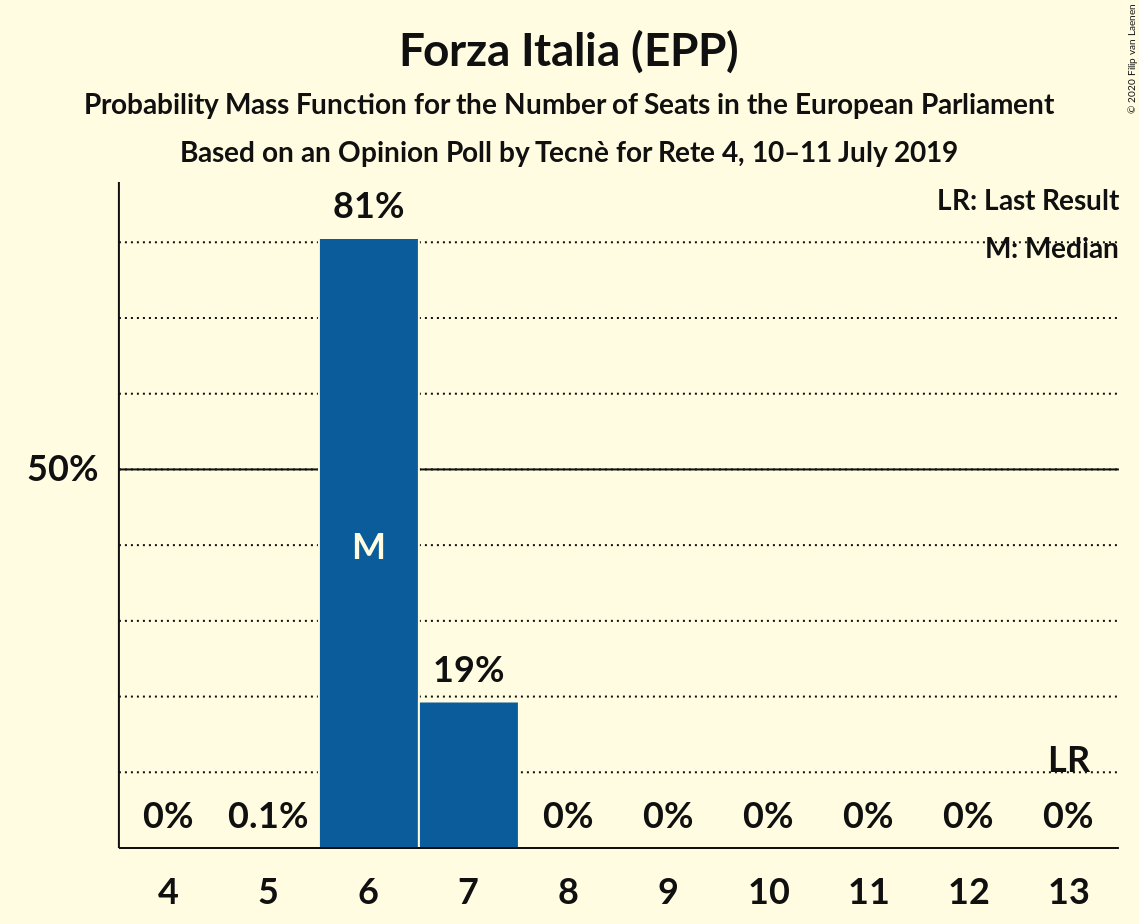 Forza Italia (EPP)
Probability Mass Function for the Number of Seats in the European Parliament
Based on an Opinion Poll by Tecnè for Rete 4, 10–11 July 2019
© 2020 Filip van Laenen
LR: Last Result
M: Median
81%
50%
M
19%
LR
0% 0.1% 0% 0% 0% 0% 0% 0%
4 5 6 7 8 9 10 11 12 13